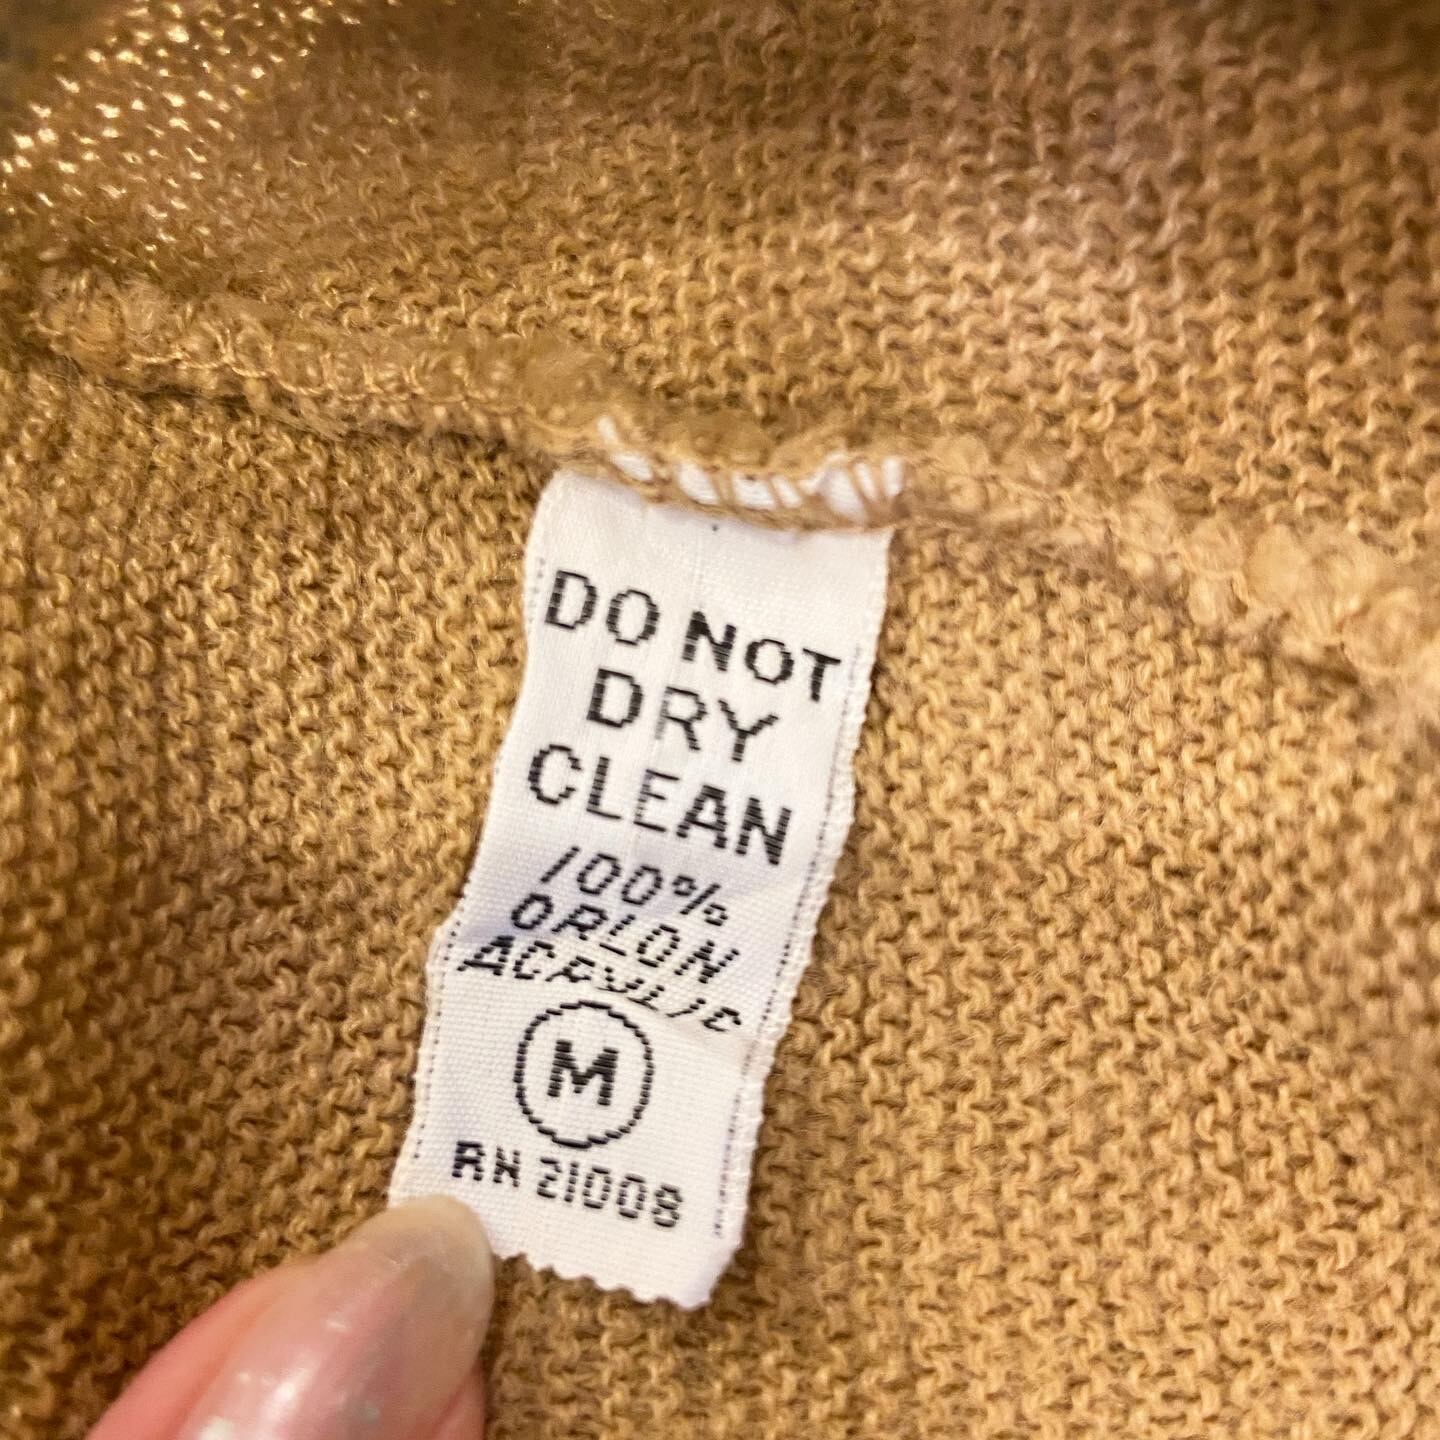 DO NOT
DRY
CLEAN
100%
ORLON
ACRYLIC
M
RN 21008